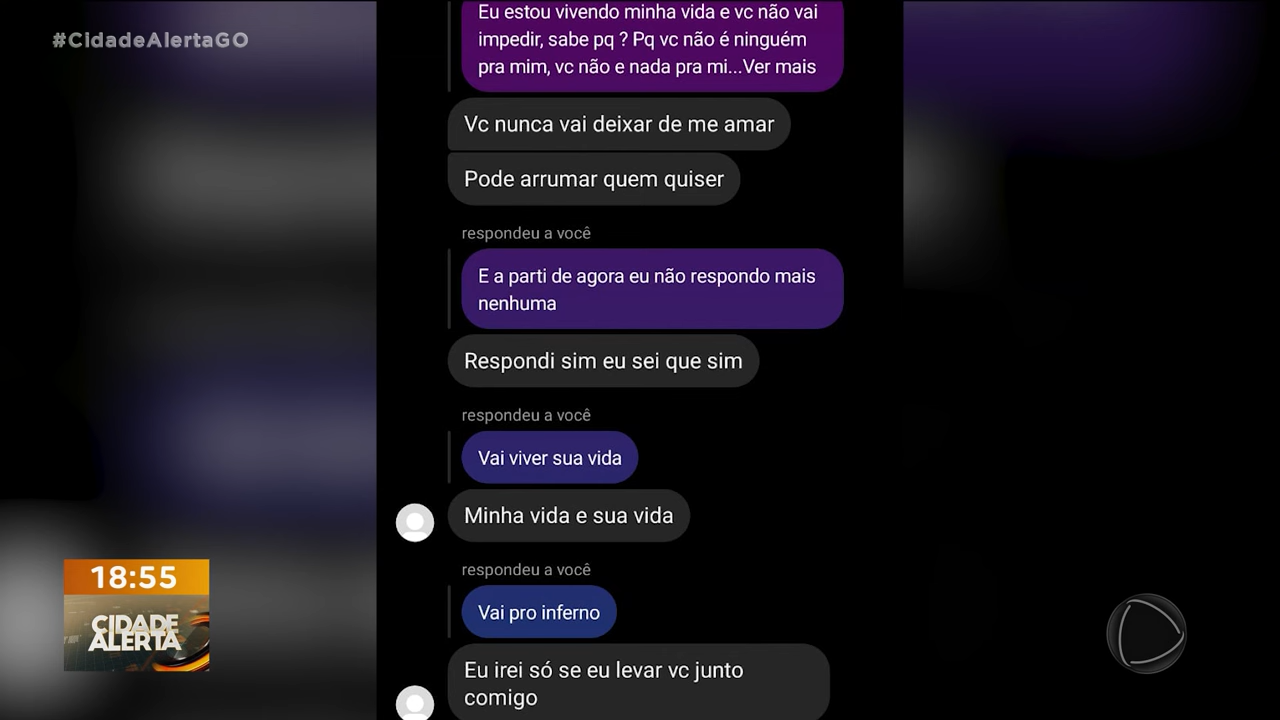 #CidadeAlertaGO
Eu estou vivendo minha vida e vc não vai
impedir, sabe pq ? Pq vc não é ninguém
pra mim, vc não e nada pra mi...Ver mais
Vc nunca vai deixar de me amar
Pode arrumar quem quiser
respondeu a você
E a parti de agora eu não respondo mais
nenhuma
Respondi sim eu sei que sim
respondeu a você
Vai viver sua vida
Minha vida e sua vida
respondeu a você
Vai pro inferno
Eu irei só se eu levar vc junto
comigo
18:55
CIDADE
ALERTA